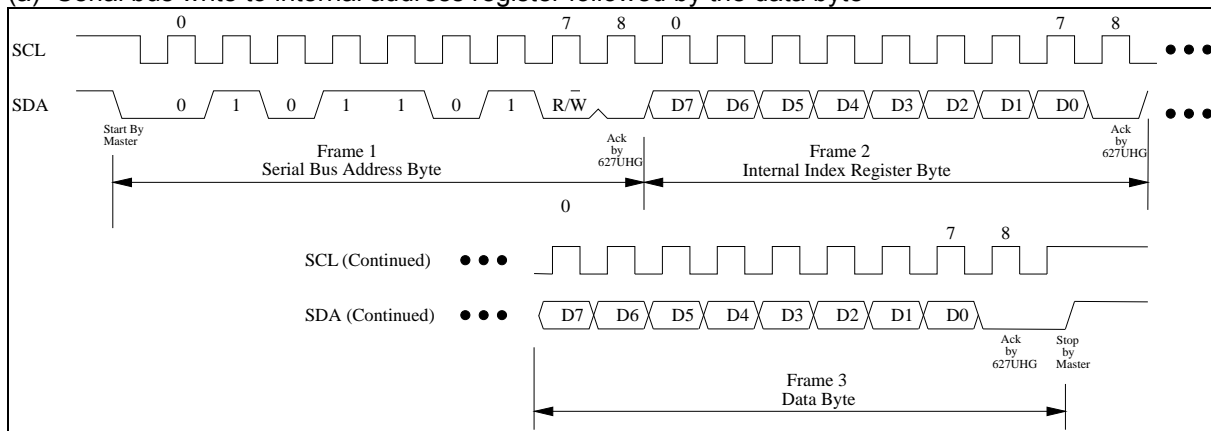 (a) Serial bus write to internal address register followed by the data byte
0 7 8 0 7 8
SCL
SDA 0 1 0 1 1 0 1 R/W̅ D7 D6 D5 D4 D3 D2 D1 D0
Start By
Master
Ack
by
627UHG
Ack
by
627UHG
Frame 1
Serial Bus Address Byte
Frame 2
Internal Index Register Byte
0
7 8
SCL (Continued)
SDA (Continued) D7 D6 D5 D4 D3 D2 D1 D0
Ack
by
627UHG
Stop
by
Master
Frame 3
Data Byte